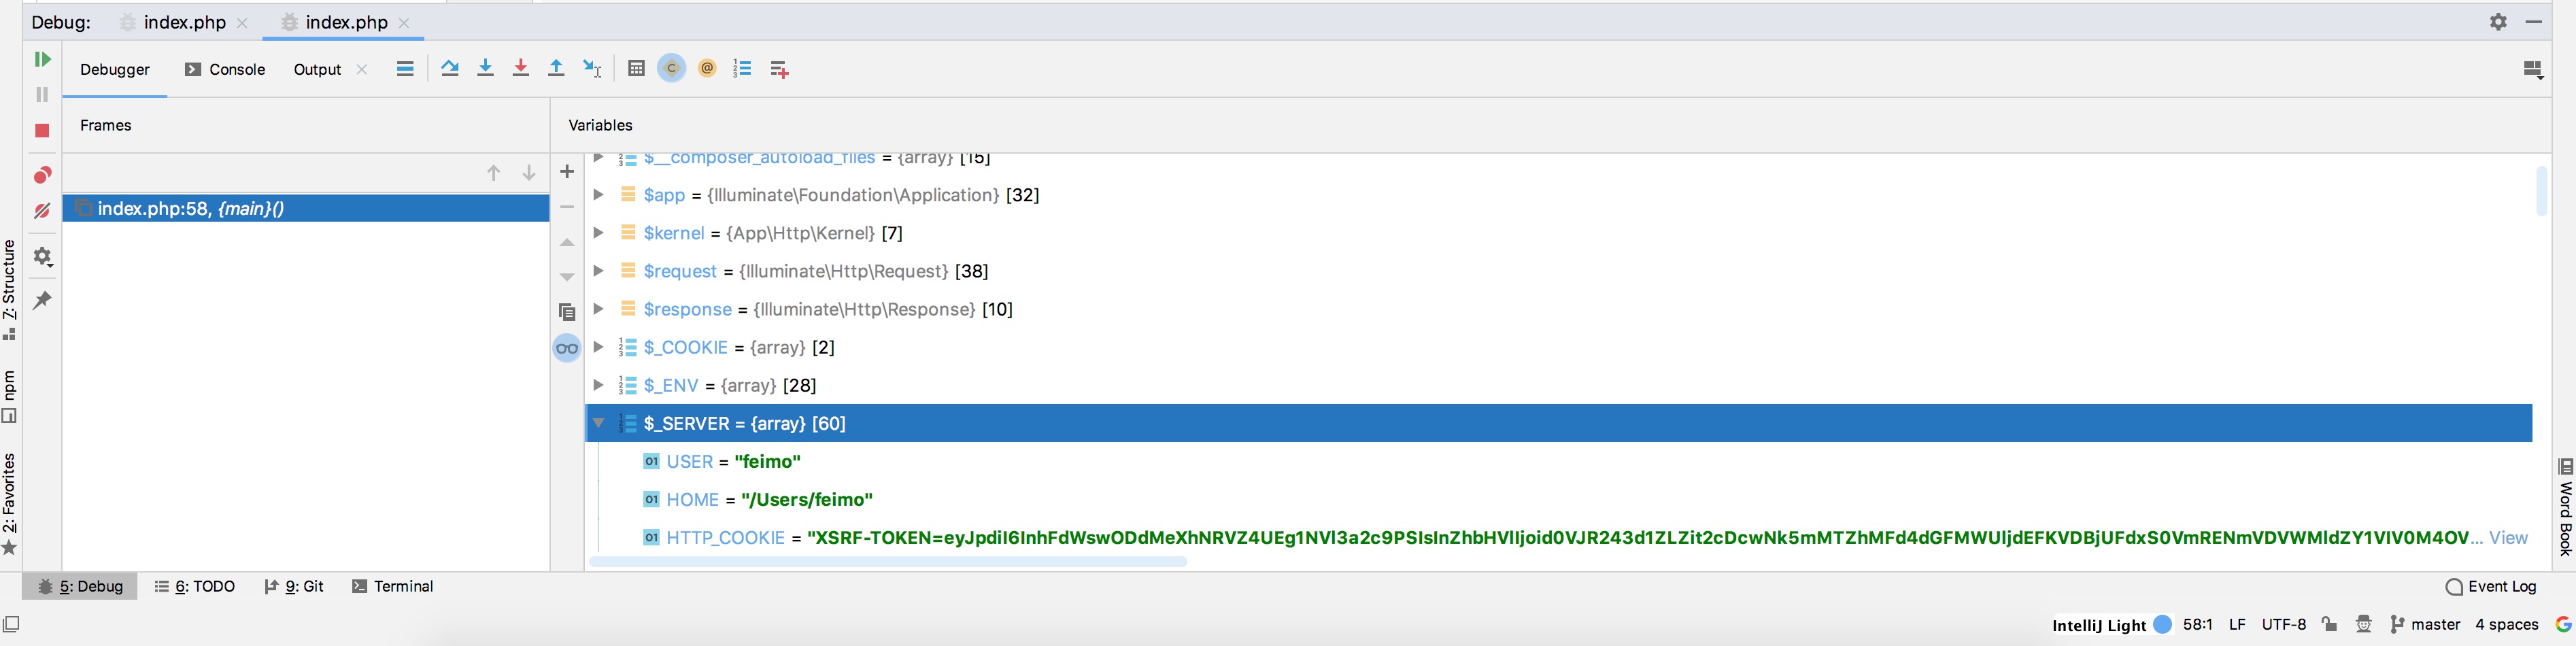 Debug: index.php index.php
Debugger Console Output
Frames
Variables
$__composer_autoload_files = {array} [15]
$app = {Illuminate\Foundation\Application} [32]
$kernel = {App\Http\Kernel} [7]
$request = {Illuminate\Http\Request} [38]
$response = {Illuminate\Http\Response} [10]
$_COOKIE = {array} [2]
$_ENV = {array} [28]
$_SERVER = {array} [60]
USER = "feimo"
HOME = "/Users/feimo"
HTTP_COOKIE = "XSRF-TOKEN=eyJpdiI6InhFdWswODdMeXhNRVZ4UEg1NVI3a2c9PSIsInZhbHVlIjoid0VJR243d1ZLZit2cDcwNk5mMTZhMFd4dGFMWUljdEFKVDBjUFdxS0VmRENmVDVWMldZY1VIV0M4OV... View
index.php:58, {main}()
7: Structure
npm
2: Favorites
Word Book
5: Debug 6: TODO 9: Git Terminal Event Log
IntelliJ Light 58:1 LF UTF-8 master 4 spaces